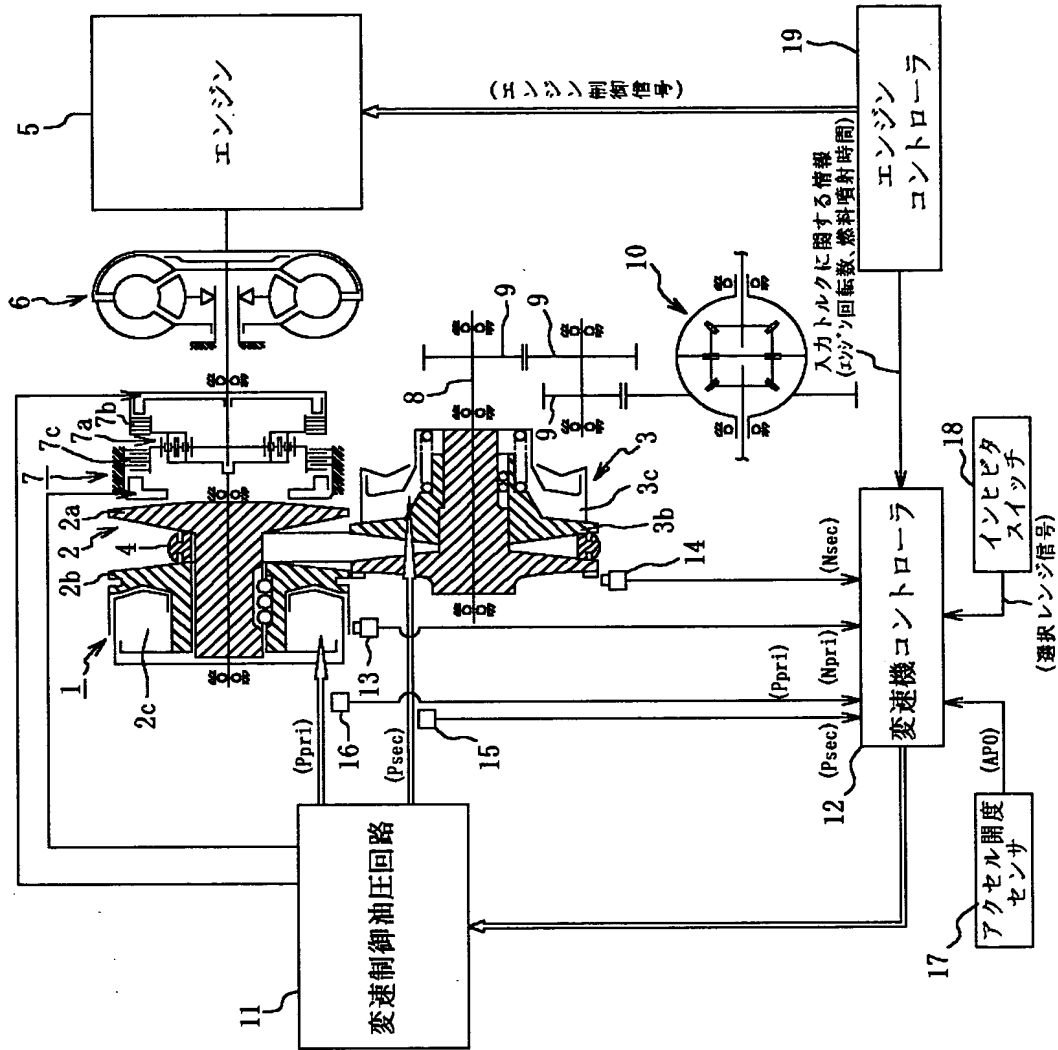 エンジン
5
6
7
7c
7a
7b
2
2a
4
2b
1
2c
(Ppri)
(Psec)
16
13
15
14
3
3c
3b
8
9
9
9
10
(エンジン制御信号)
19
エンジン
コントローラ
入力トルクに関する情報
(エンジン回転数、燃料噴射時間)
変速制御油圧回路
11
(Psec)
(Ppri)
(Npri)
(Nsec)
変速機コントローラ
12
18
インヒビタ
スイッチ
(選択レンジ信号)
(APO)
アクセル開度
センサ
17